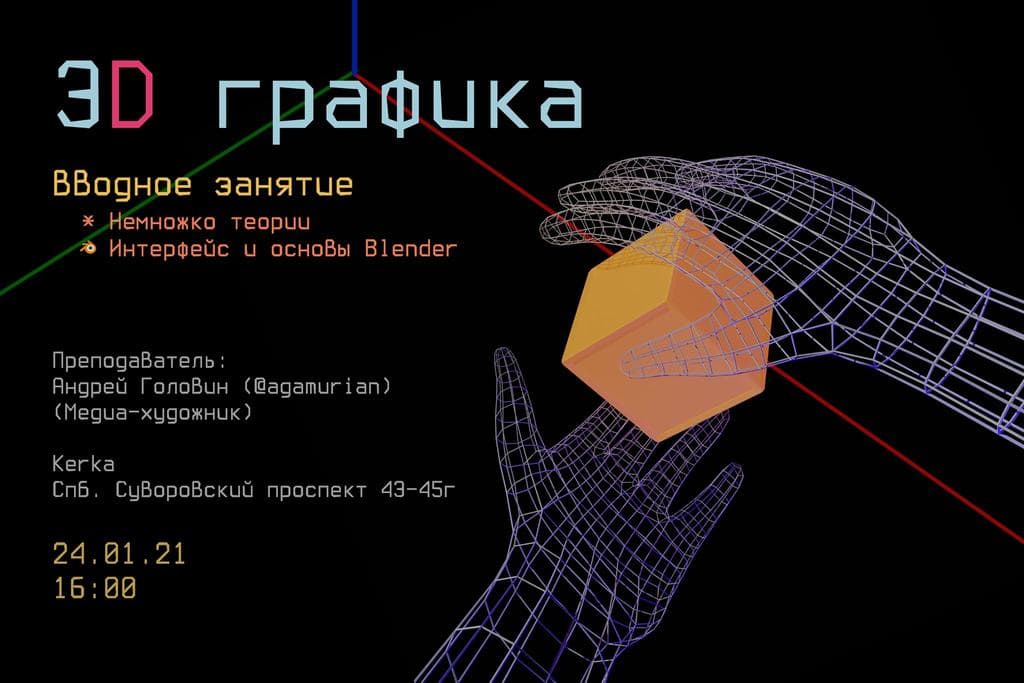 3D графика
Вводное занятие
* Немножко теории
Интерфейс и основы Blender
Преподаватель:
Андрей Головин (@agamurian)
(Медиа-художник)
Kerka
Спб. Суворовский проспект 43-45г
24.01.21
16:00